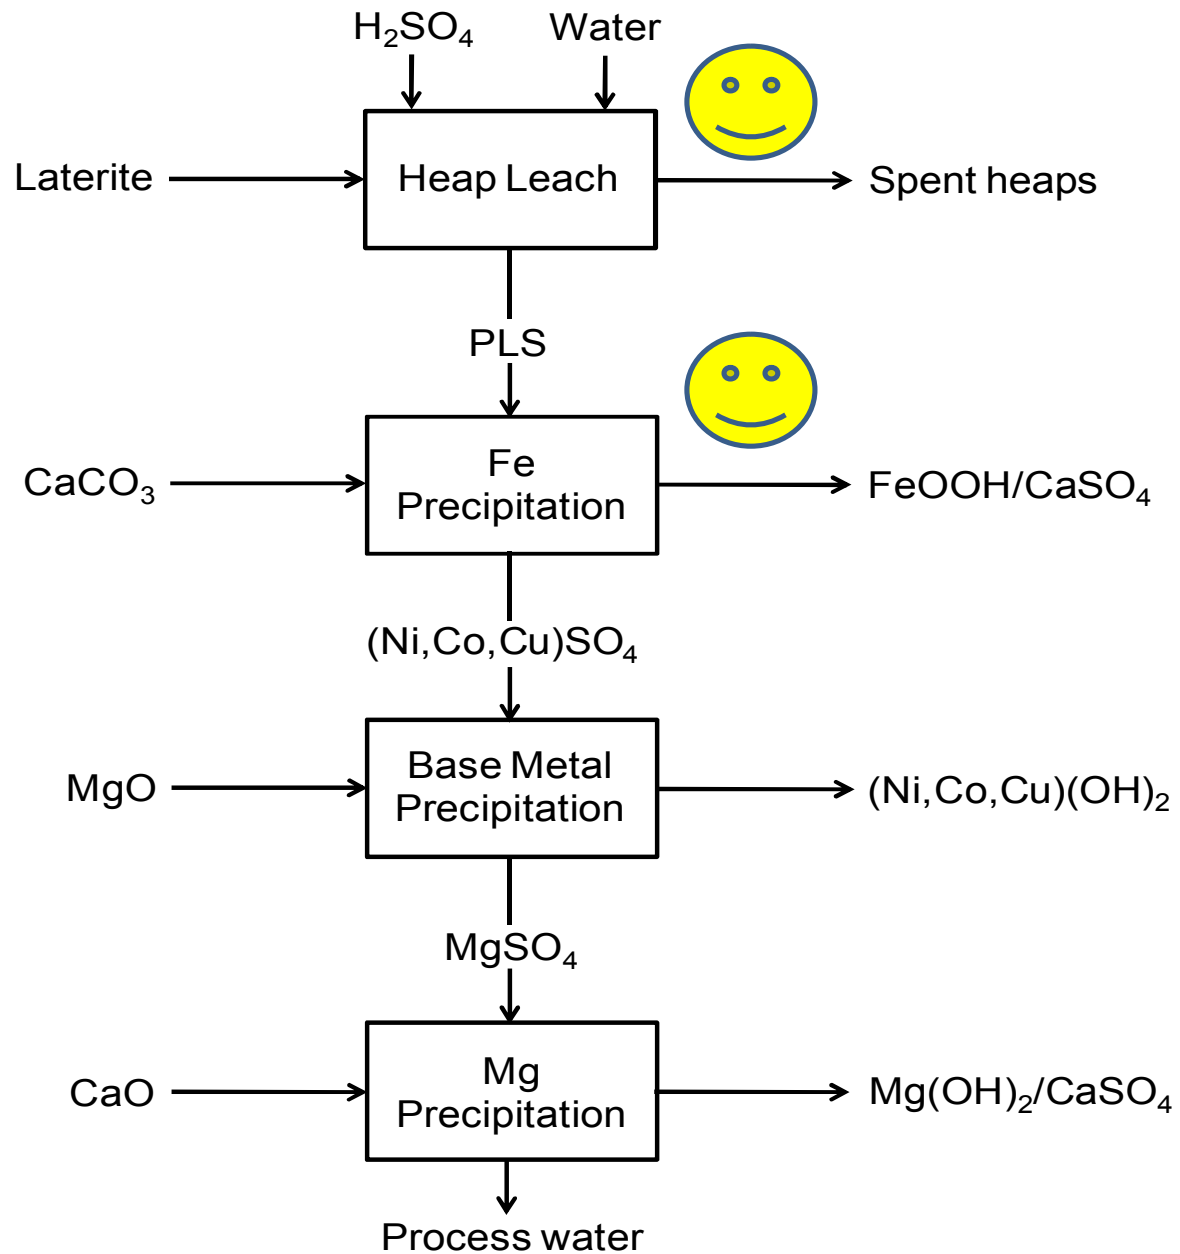 H₂SO₄ Water
Laterite Heap Leach Spent heaps
PLS
CaCO₃ Fe Precipitation FeOOH/CaSO₄
(Ni,Co,Cu)SO₄
MgO Base Metal Precipitation (Ni,Co,Cu)(OH)₂
MgSO₄
CaO Mg Precipitation Mg(OH)₂/CaSO₄
Process water